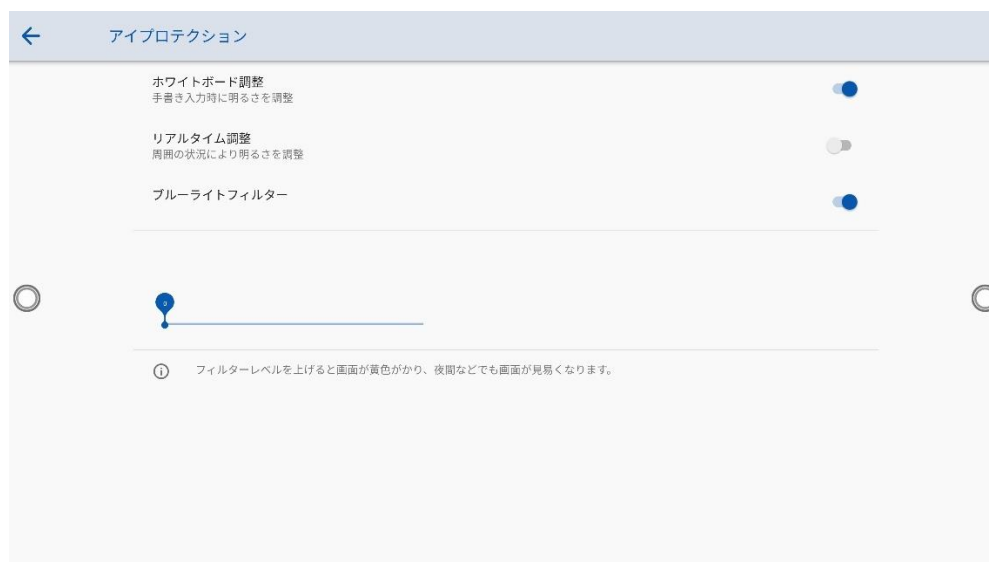 アイプロテクション
ホワイトボード調整
手書き入力時に明るさを調整
リアルタイム調整
周囲の状況により明るさを調整
ブルーライトフィルター
0
フィルターレベルを上げると画面が黄色がかり、夜間などでも画面が見易くなります。